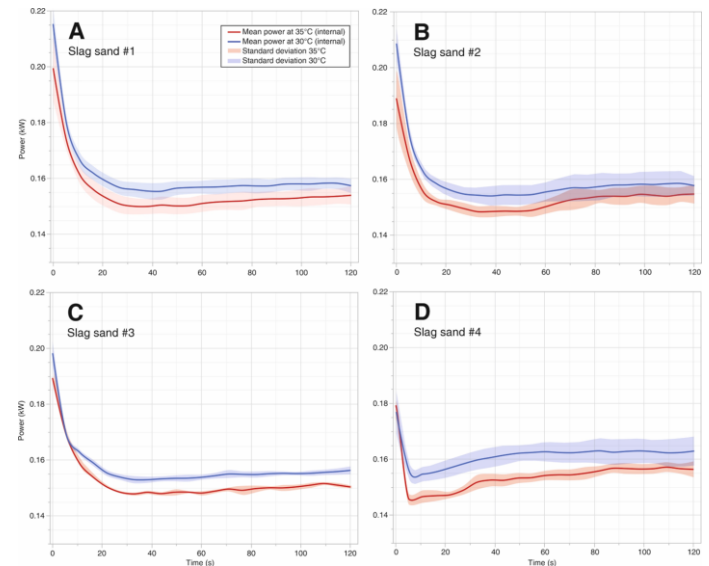 A
Slag sand #1
Mean power at 35°C (internal)
Mean power at 30°C (internal)
Standard deviation 35°C
Standard deviation 30°C
0.22
0.20
0.18
0.16
0.14
Power (kW)
0 20 40 60 80 100 120
B
Slag sand #2
0.22
0.20
0.18
0.16
0.14
0 20 40 60 80 100 120
C
Slag sand #3
0.22
0.20
0.18
0.16
0.14
Power (kW)
0 20 40 60 80 100 120
Time (s)
D
Slag sand #4
0.22
0.20
0.18
0.16
0.14
0 20 40 60 80 100 120
Time (s)